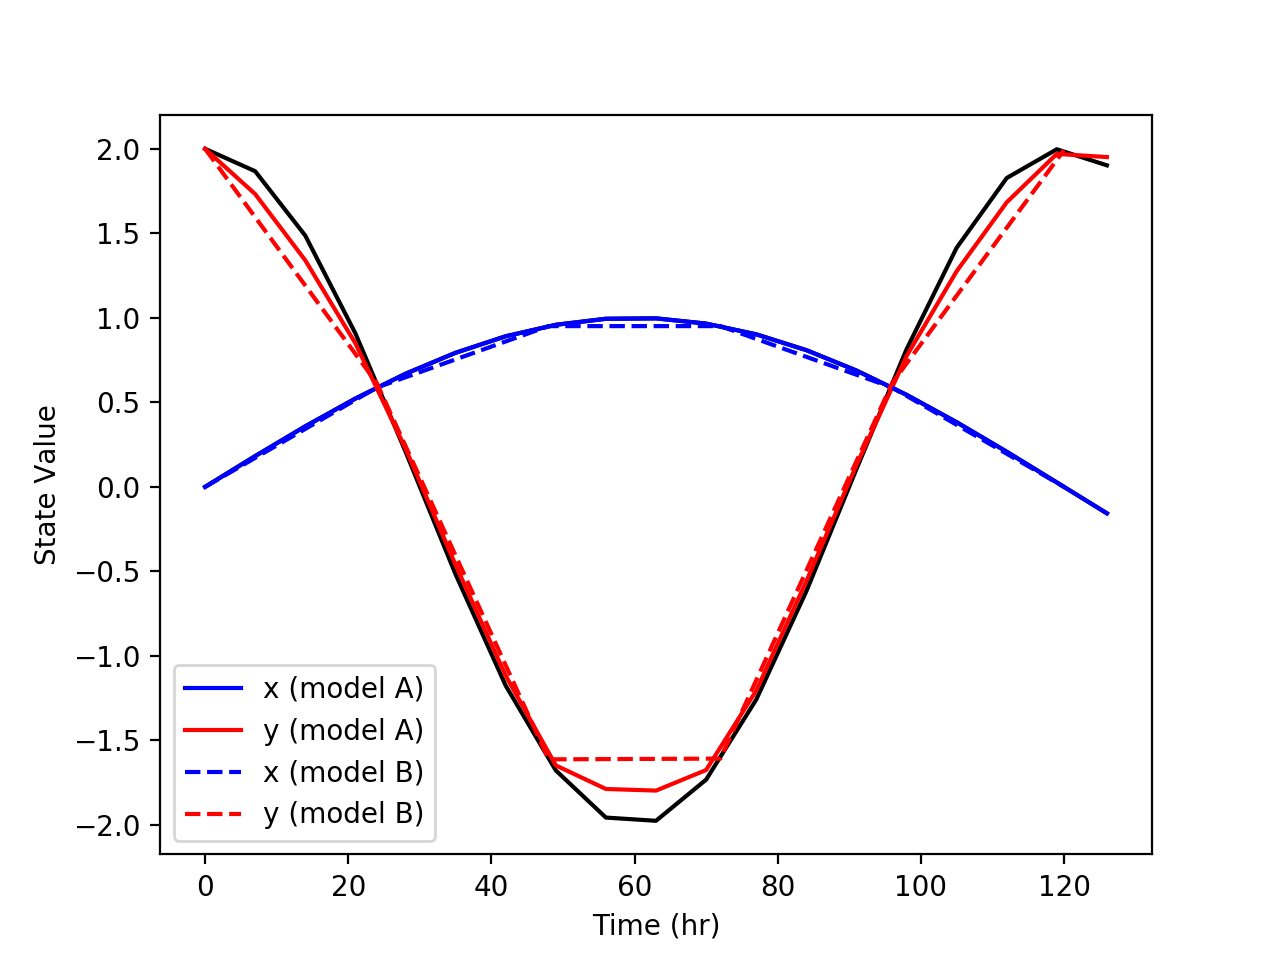 2.0
1.5
1.0
0.5
0.0
−0.5
−1.0
−1.5
−2.0
State Value
x (model A)
y (model A)
x (model B)
y (model B)
0 20 40 60 80 100 120
Time (hr)